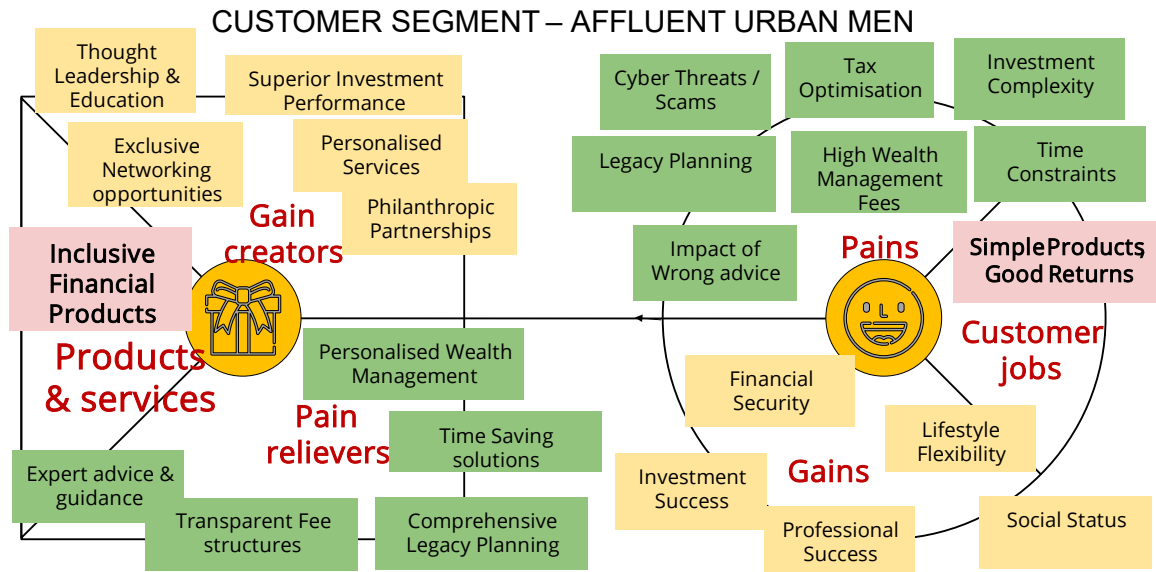 CUSTOMER SEGMENT – AFFLUENT URBAN MEN
Thought
Leadership &
Education
Superior Investment
Performance
Exclusive
Networking
opportunities
Personalised
Services
Philanthropic
Partnerships
Gain
creators
Inclusive
Financial
Products
Products
& services
Personalised Wealth
Management
Pain
relievers
Time Saving
solutions
Expert advice &
guidance
Transparent Fee
structures
Comprehensive
Legacy Planning
Cyber Threats /
Scams
Tax
Optimisation
Investment
Complexity
Legacy Planning
High Wealth
Management
Fees
Time
Constraints
Impact of
Wrong advice
Pains
Simple Products,
Good Returns
Customer
jobs
Financial
Security
Lifestyle
Flexibility
Gains
Investment
Success
Professional
Success
Social Status